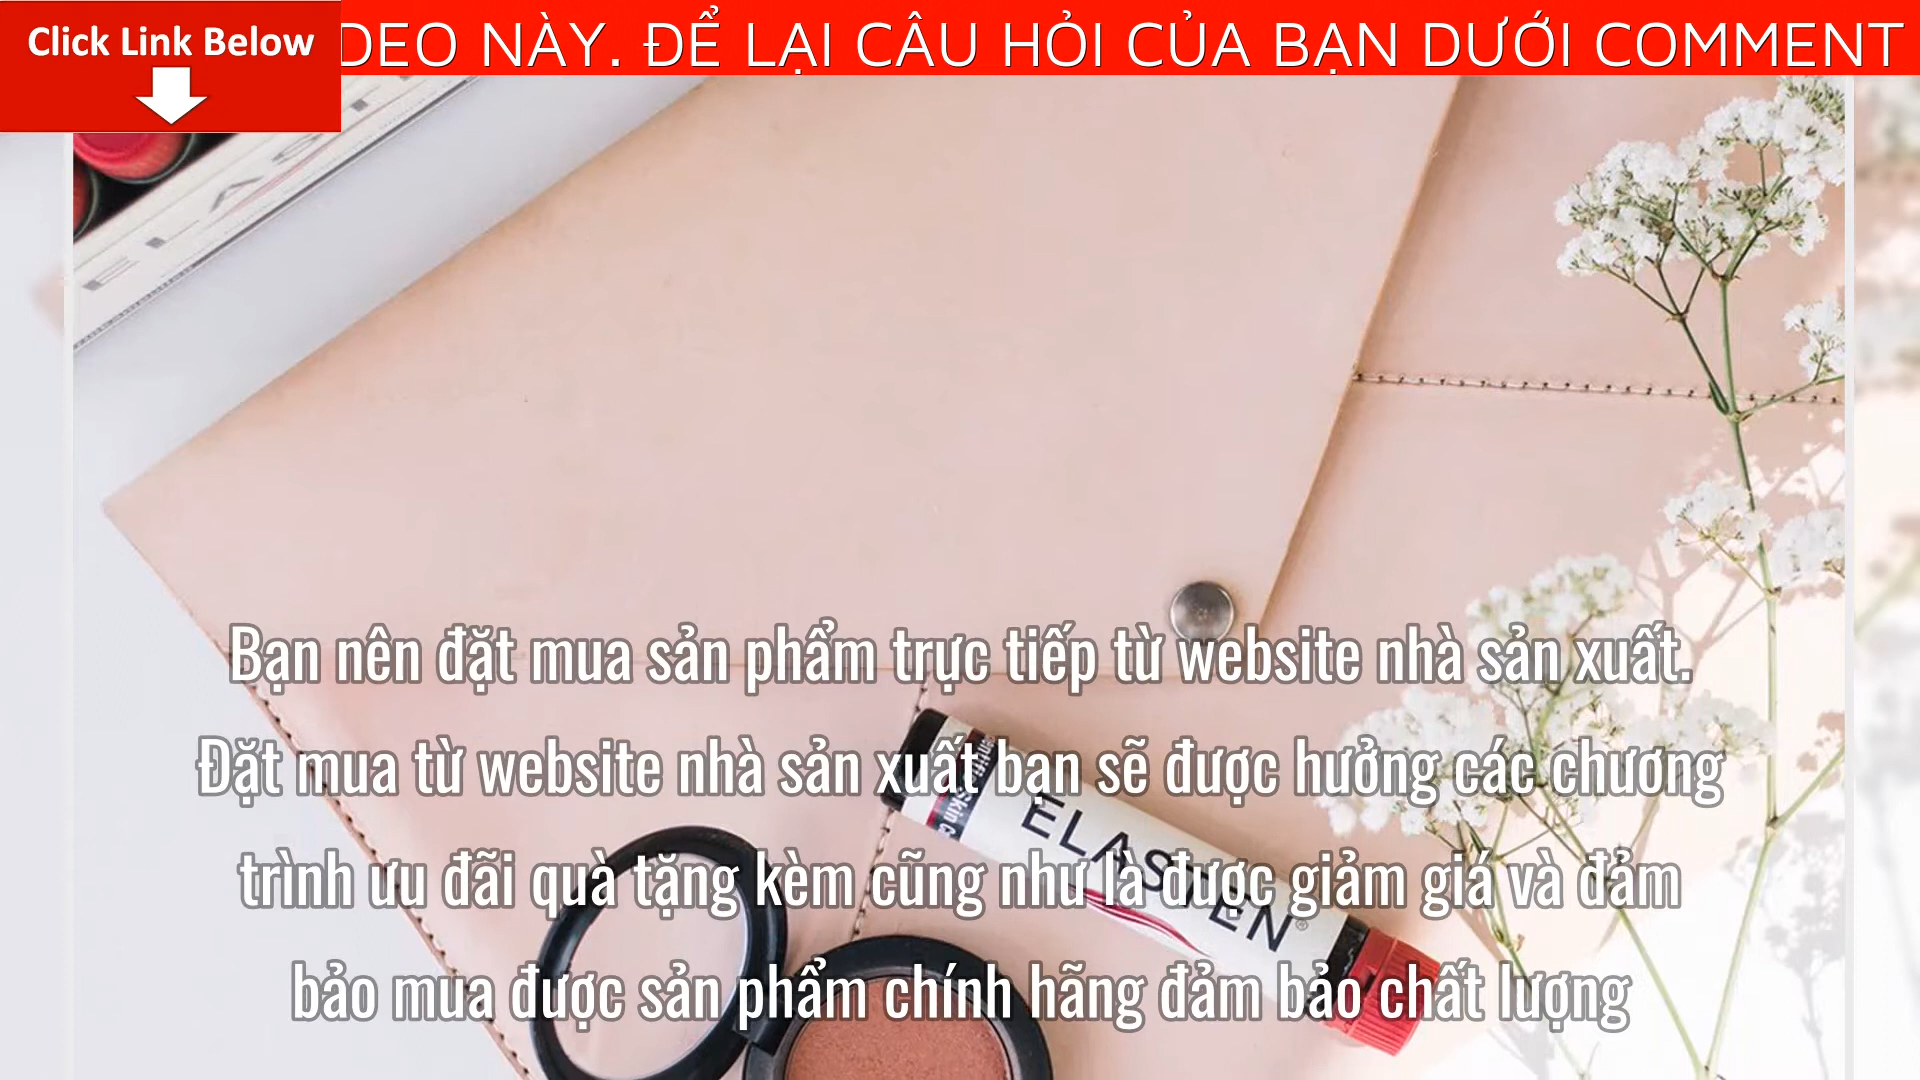 Click Link Below
DEO NÀY. ĐỂ LẠI CÂU HỎI CỦA BẠN DƯỚI COMMENT
Bạn nên đặt mua sản phẩm trực tiếp từ website nhà sản xuất.
Đặt mua từ website nhà sản xuất bạn sẽ được hưởng các chương
trình ưu đãi quà tặng kèm cũng như là được giảm giá và đảm
bảo mua được sản phẩm chính hãng đảm bảo chất lượng
ELASTEN®